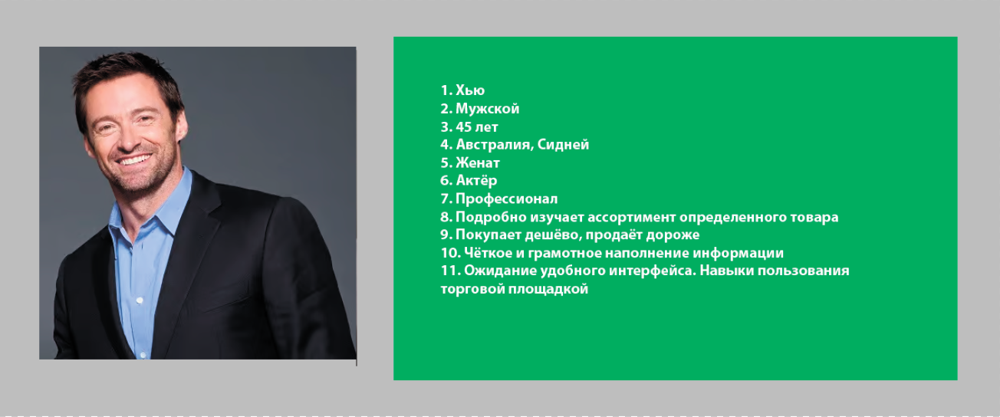 1. Хью
2. Мужской
3. 45 лет
4. Австралия, Сидней
5. Женат
6. Актёр
7. Профессионал
8. Подробно изучает ассортимент определенного товара
9. Покупает дешёво, продаёт дороже
10. Чёткое и грамотное наполнение информации
11. Ожидание удобного интерфейса. Навыки пользования
торговой площадкой